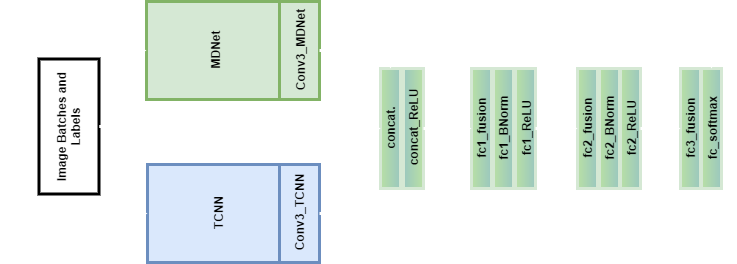 Image Batches and
Labels
MDNet
Conv3_MDNet
TCNN
Conv3_TCNN
concat.
concat_ReLU
fc1_fusion
fc1_BNorm
fc1_ReLU
fc2_fusion
fc2_BNorm
fc2_ReLU
fc3_fusion
fc_softmax